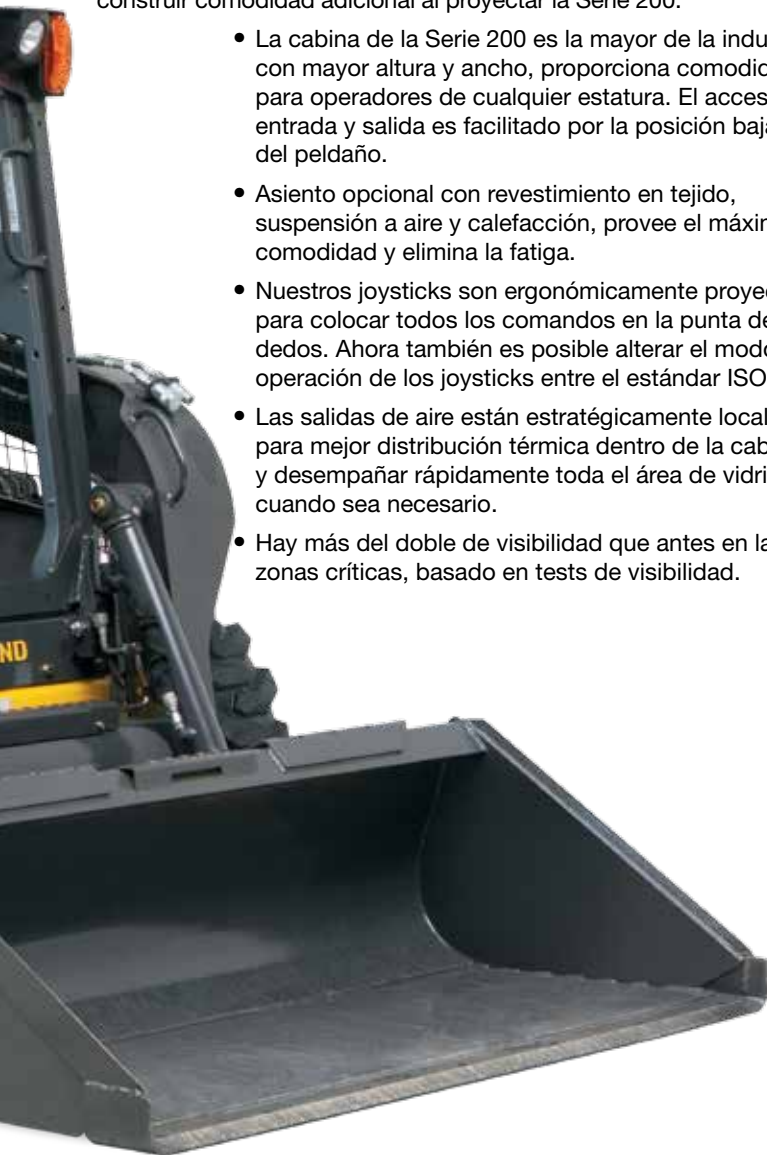 construir comodidad adicional al proyectar la Serie 200.
• La cabina de la Serie 200 es la mayor de la indu
con mayor altura y ancho, proporciona comodid
para operadores de cualquier estatura. El acces
entrada y salida es facilitado por la posición baj
del peldaño.
• Asiento opcional con revestimiento en tejido,
suspensión a aire y calefacción, provee el máxi
comodidad y elimina la fatiga.
• Nuestros joysticks son ergonómicamente proye
para colocar todos los comandos en la punta de
dedos. Ahora también es posible alterar el modo
operación de los joysticks entre el estándar ISO
• Las salidas de aire están estratégicamente local
para mejor distribución térmica dentro de la cab
y desempañar rápidamente toda el área de vidri
cuando sea necesario.
• Hay más del doble de visibilidad que antes en la
zonas críticas, basado en tests de visibilidad.
ND